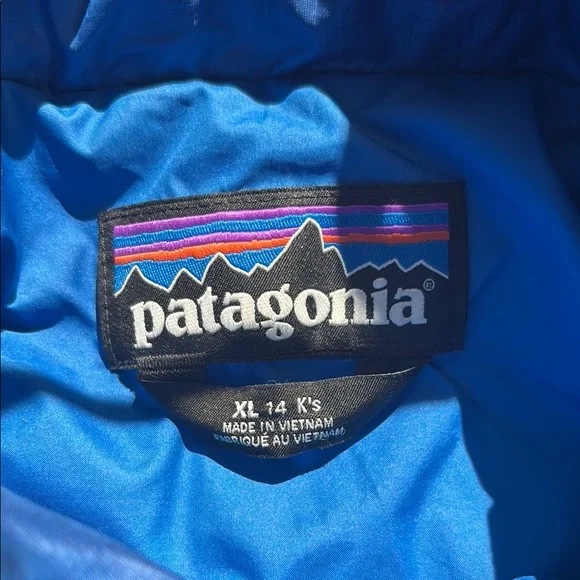 patagonia®
XL 14 K's
MADE IN VIETNAM
FABRIQUÉ AU VIETNAM